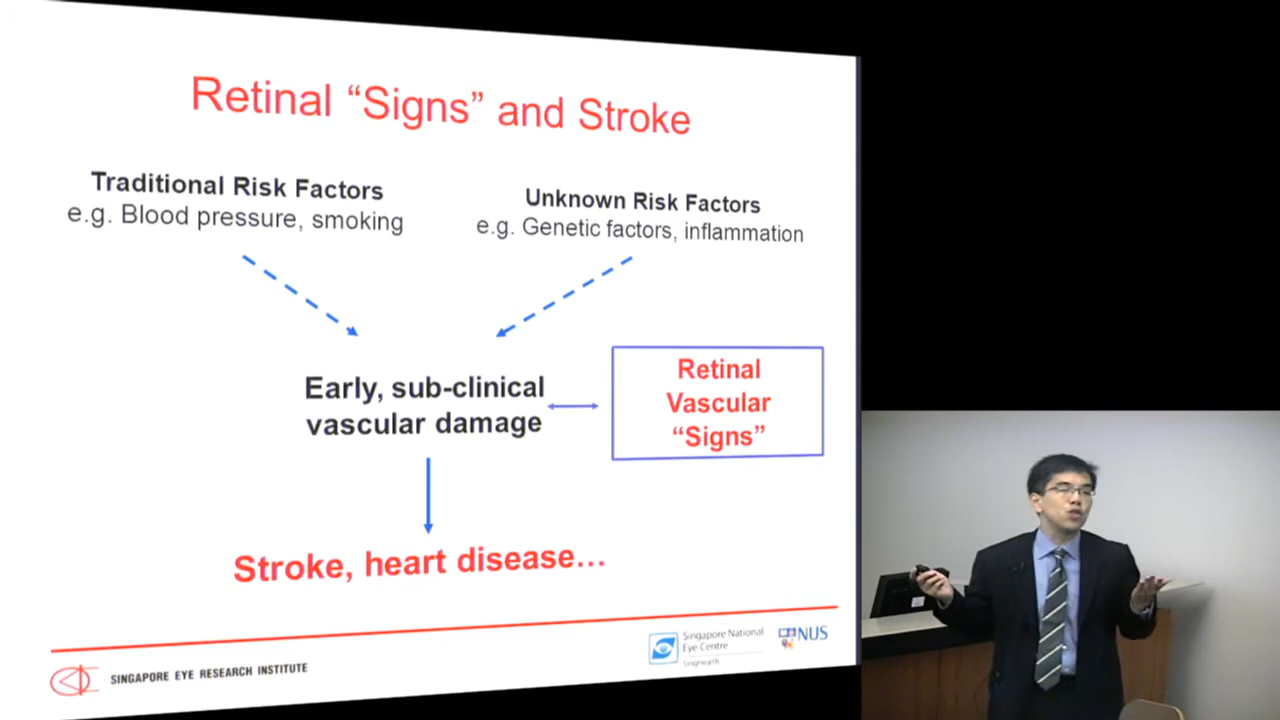 Retinal “Signs” and Stroke
Traditional Risk Factors
e.g. Blood pressure, smoking
Unknown Risk Factors
e.g. Genetic factors, inflammation
Early, sub-clinical
vascular damage
Retinal
Vascular
“Signs”
Stroke, heart disease…
SINGAPORE EYE RESEARCH INSTITUTE
Singapore National
Eye Centre
SingHealth
NUS